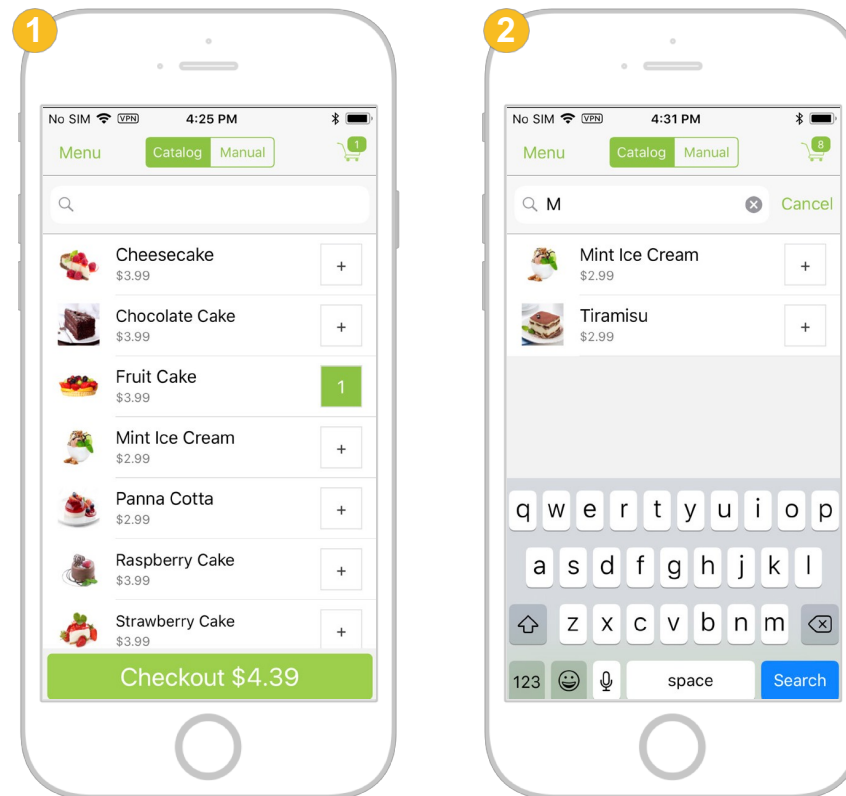 1
No SIM VPN 4:25 PM
Menu Catalog Manual 1
Cheesecake
$3.99
+
Chocolate Cake
$3.99
+
Fruit Cake
$3.99
1
Mint Ice Cream
$2.99
+
Panna Cotta
$2.99
+
Raspberry Cake
$3.99
+
Strawberry Cake
$3.99
+
Checkout $4.39
2
No SIM VPN 4:31 PM
Menu Catalog Manual 8
M Cancel
Mint Ice Cream
$2.99
+
Tiramisu
$2.99
+
q w e r t y u i o p
a s d f g h j k l
z x c v b n m
123 space Search